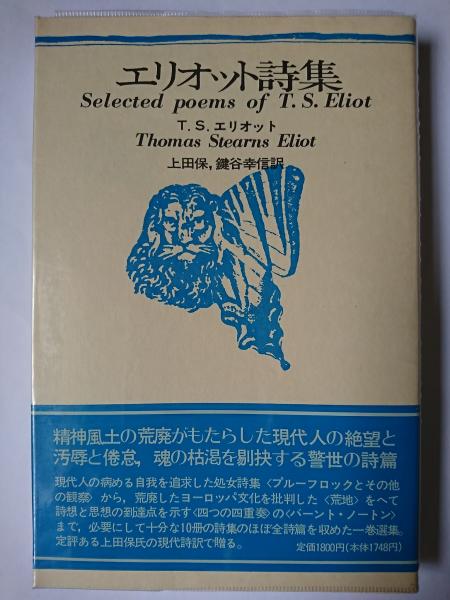 エリオット詩集
Selected poems of T.S. Eliot
T.S.エリオット
Thomas Stearns Eliot
上田保,鍵谷幸信訳
精神風土の荒廃がもたらした現代人の絶望と
汚辱と倦怠，魂の枯渇を剔抉する警世の詩篇
現代人の病める自我を追求した処女詩集〈プルーフロックとその他
の観察〉から，荒廃したヨーロッパ文化を批判した〈荒地〉をへて
詩想と思想の到達点を示す〈四つの四重奏〉の〈バーント・ノートン〉
まで，必要にして十分な10冊の詩集のほぼ全詩篇を収めた一巻選集。
定評ある上田保氏の現代詩訳で贈る。
定価1800円(本体1748円)